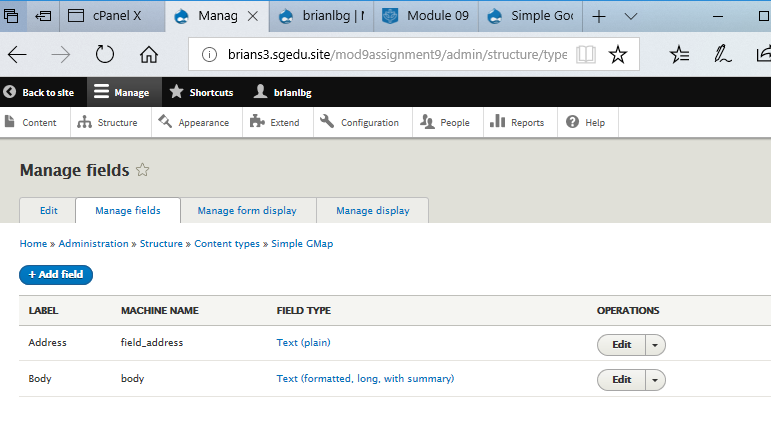 cPanel X
Manag
brianlbg | M
Module 09
Simple Goo
brians3.sgedu.site/mod9assignment9/admin/structure/type
Back to site Manage Shortcuts brianlbg
Content Structure Appearance Extend Configuration People Reports Help
Manage fields
Edit Manage fields Manage form display Manage display
Home » Administration » Structure » Content types » Simple GMap
+ Add field
LABEL MACHINE NAME FIELD TYPE OPERATIONS
Address field_address Text (plain) Edit
Body body Text (formatted, long, with summary) Edit